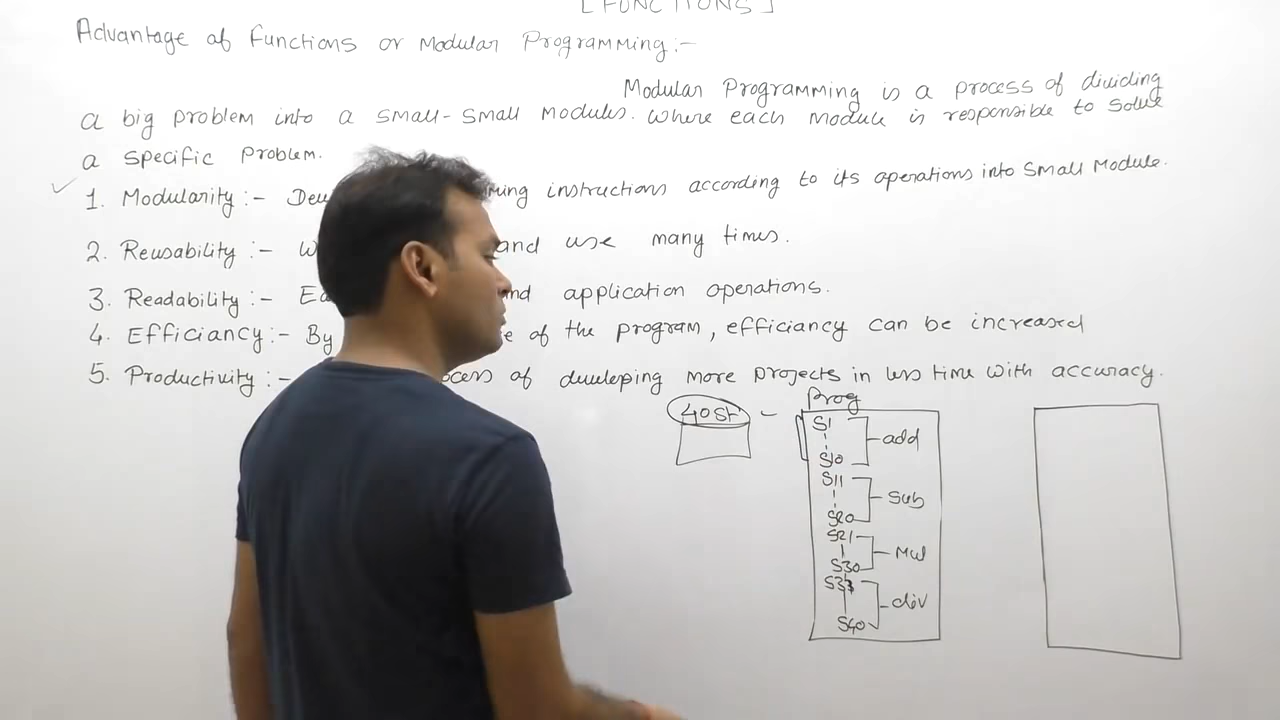 [FUNCTIONS]
Advantage of Functions or Modular Programming:-
Modular Programming is a process of dividing
a big problem into a small-small modules. where each module is responsible to solve
a specific problem.
1. Modularity:- ming instructions according to its operations into small Module.
2. Reusability:- W and use many times.
3. Readability:- Ea nd application operations.
4. Efficiancy:- By e of the program, efficiancy can be increased
5. Productivity:- ocess of developing more projects in less time with accuracy.
40St -
Prog
S1
S10
add
S11
S20
Sub
S21
S30
Mul
S40
div